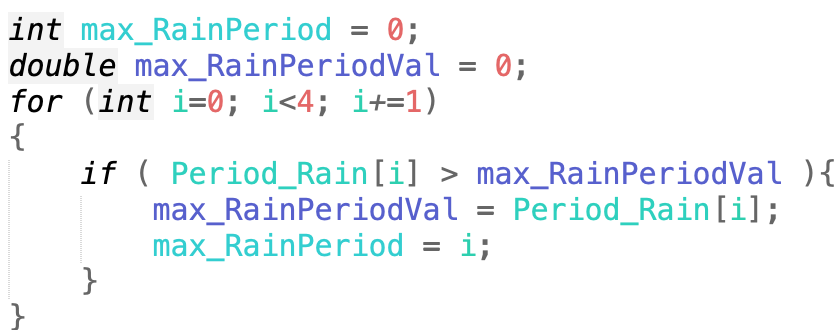 int max_RainPeriod = 0;
double max_RainPeriodVal = 0;
for (int i=0; i<4; i+=1)
{
    if ( Period_Rain[i] > max_RainPeriodVal ){
        max_RainPeriodVal = Period_Rain[i];
        max_RainPeriod = i;
    }
}